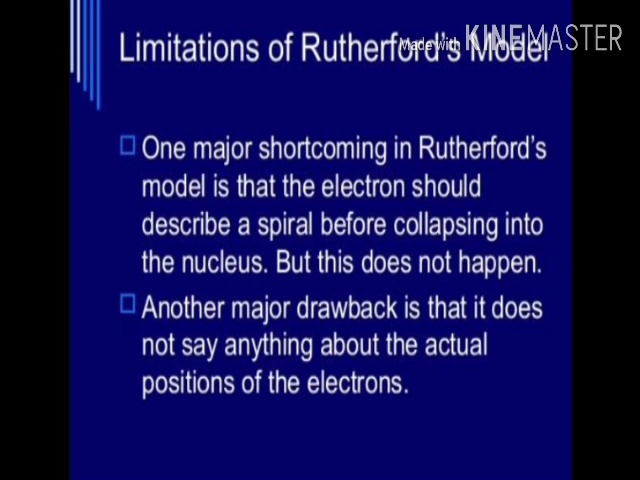 Limitations of Rutherford's Model
Made with KINEMASTER
One major shortcoming in Rutherford's
model is that the electron should
describe a spiral before collapsing into
the nucleus. But this does not happen.
Another major drawback is that it does
not say anything about the actual
positions of the electrons.